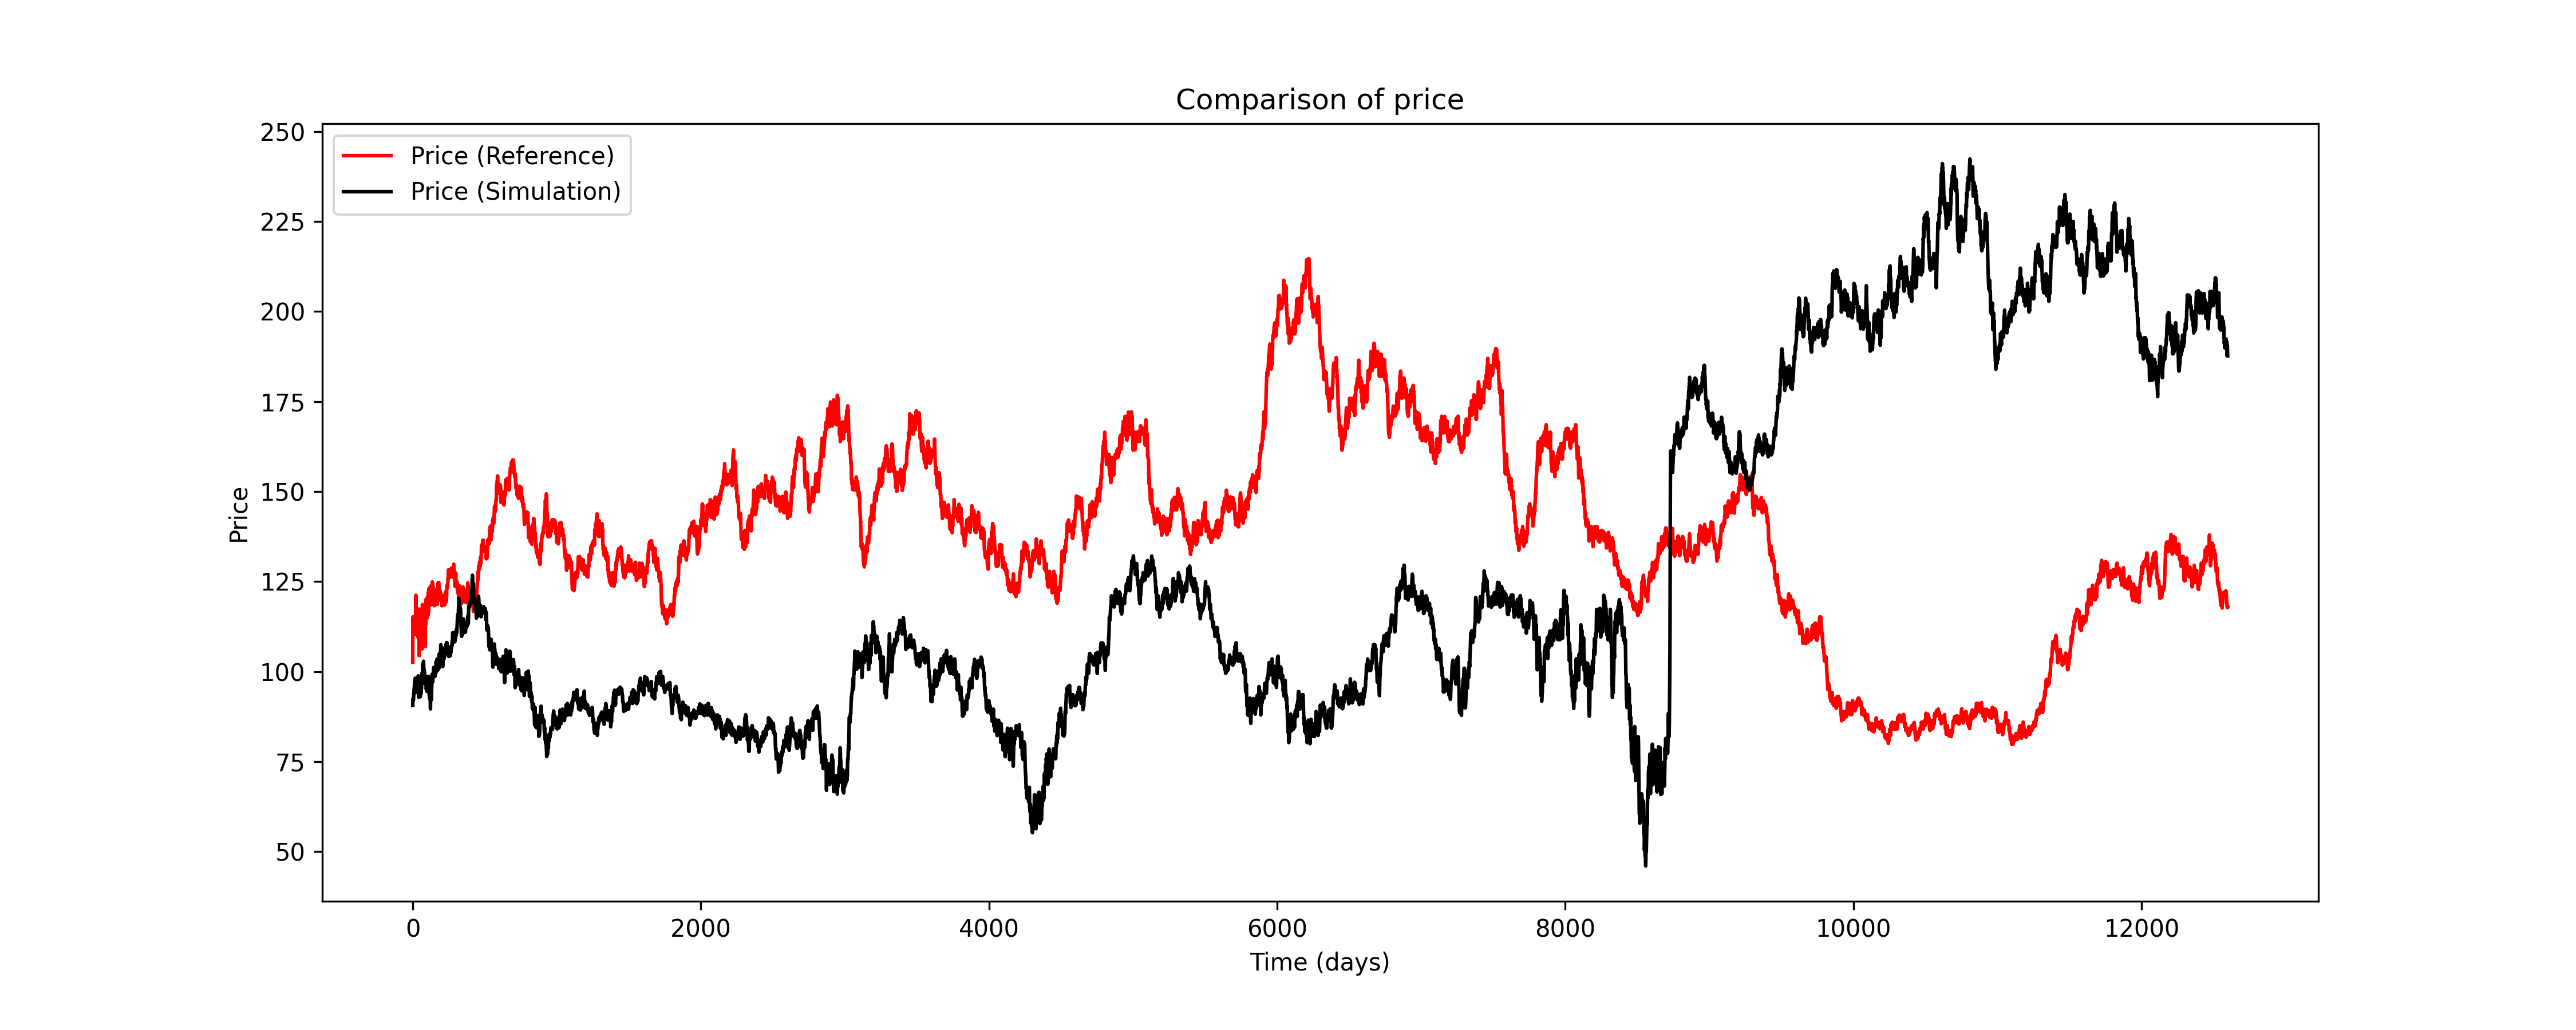 Comparison of price
Price (Reference)
Price (Simulation)
Price
250
225
200
175
150
125
100
75
50
0 2000 4000 6000 8000 10000 12000
Time (days)